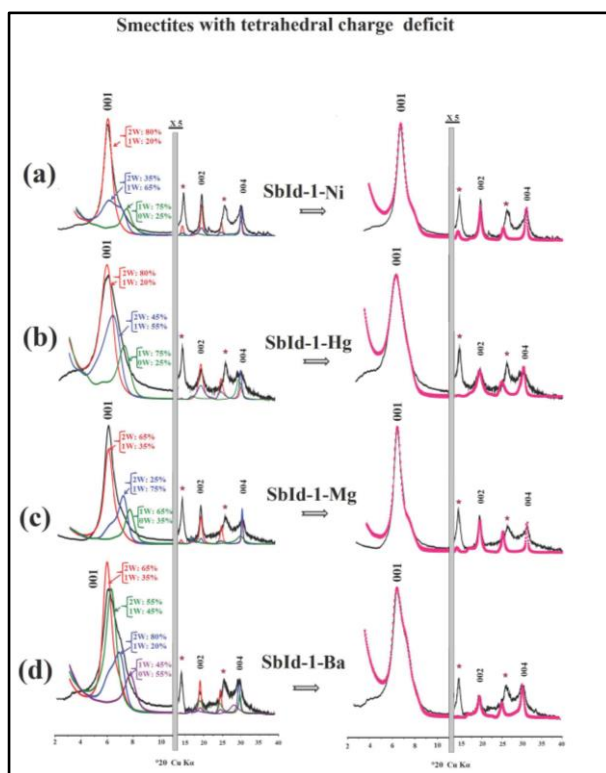 Smectites with tetrahedral charge deficit
(a)
001
2W: 80%
1W: 20%
2W: 35%
1W: 65%
1W: 75%
0W: 25%
X 5
*
002
*
004
SbId-1-Ni
001
X 5
*
002
*
004
(b)
001
2W: 80%
1W: 20%
2W: 45%
1W: 55%
1W: 75%
0W: 25%
*
002
*
004
SbId-1-Hg
001
*
002
*
004
(c)
001
2W: 65%
1W: 35%
2W: 25%
1W: 75%
1W: 65%
0W: 35%
*
002
*
004
SbId-1-Mg
001
*
002
*
004
(d)
001
2W: 65%
1W: 35%
2W: 55%
1W: 45%
2W: 80%
1W: 20%
1W: 45%
0W: 55%
*
002
*
004
SbId-1-Ba
001
*
002
*
004
2 4 6 8 10 15 20 25 30 35 40
2 4 6 8 10 15 20 25 30 35 40
°2θ Cu Kα
°2θ Cu Kα